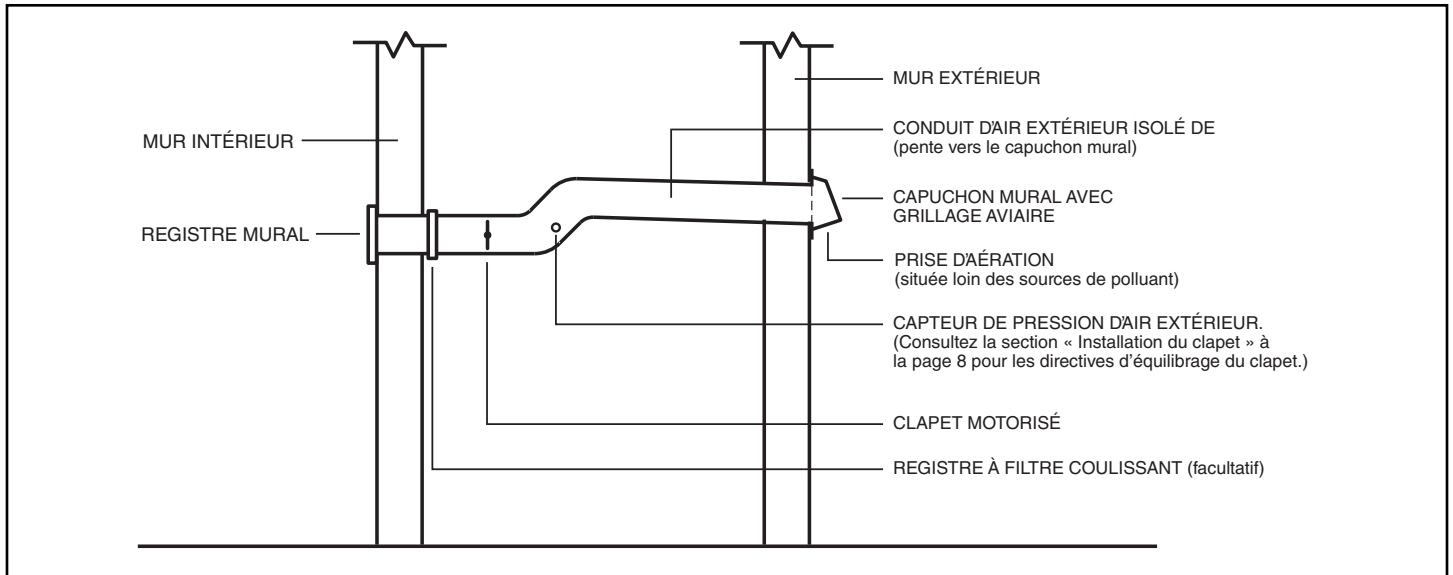 MUR INTÉRIEUR
REGISTRE MURAL
MUR EXTÉRIEUR
CONDUIT D'AIR EXTÉRIEUR ISOLÉ DE
(pente vers le capuchon mural)
CAPUCHON MURAL AVEC
GRILLAGE AVIAIRE
PRISE D'AÉRATION
(située loin des sources de polluant)
CAPTEUR DE PRESSION D'AIR EXTÉRIEUR.
(Consultez la section « Installation du clapet » à
la page 8 pour les directives d'équilibrage du clapet.)
CLAPET MOTORISÉ
REGISTRE À FILTRE COULISSANT (facultatif)